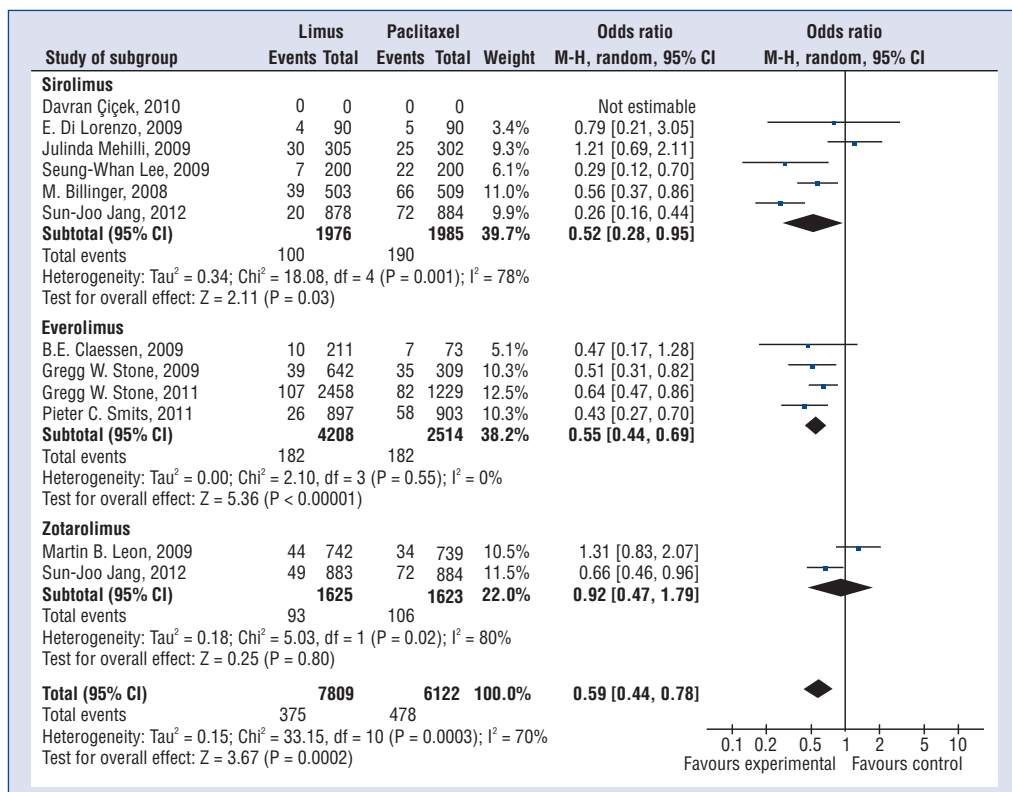 Limus Paclitaxel Odds ratio Odds ratio
Study of subgroup Events Total Events Total Weight M-H, random, 95% CI M-H, random, 95% CI
Sirolimus
Davran Çiçek, 2010 0 0 0 0 Not estimable
E. Di Lorenzo, 2009 4 90 5 90 3.4% 0.79 [0.21, 3.05]
Julinda Mehilli, 2009 30 305 25 302 9.3% 1.21 [0.69, 2.11]
Seung-Whan Lee, 2009 7 200 22 200 6.1% 0.29 [0.12, 0.70]
M. Billinger, 2008 39 503 66 509 11.0% 0.56 [0.37, 0.86]
Sun-Joo Jang, 2012 20 878 72 884 9.9% 0.26 [0.16, 0.44]
Subtotal (95% CI) 1976 1985 39.7% 0.52 [0.28, 0.95]
Total events 100 190
Heterogeneity: Tau² = 0.34; Chi² = 18.08, df = 4 (P = 0.001); I² = 78%
Test for overall effect: Z = 2.11 (P = 0.03)
Everolimus
B.E. Claessen, 2009 10 211 7 73 5.1% 0.47 [0.17, 1.28]
Gregg W. Stone, 2009 39 642 35 309 10.3% 0.51 [0.31, 0.82]
Gregg W. Stone, 2011 107 2458 82 1229 12.5% 0.64 [0.47, 0.86]
Pieter C. Smits, 2011 26 897 58 903 10.3% 0.43 [0.27, 0.70]
Subtotal (95% CI) 4208 2514 38.2% 0.55 [0.44, 0.69]
Total events 182 182
Heterogeneity: Tau² = 0.00; Chi² = 2.10, df = 3 (P = 0.55); I² = 0%
Test for overall effect: Z = 5.36 (P < 0.00001)
Zotarolimus
Martin B. Leon, 2009 44 742 34 739 10.5% 1.31 [0.83, 2.07]
Sun-Joo Jang, 2012 49 883 72 884 11.5% 0.66 [0.46, 0.96]
Subtotal (95% CI) 1625 1623 22.0% 0.92 [0.47, 1.79]
Total events 93 106
Heterogeneity: Tau² = 0.18; Chi² = 5.03, df = 1 (P = 0.02); I² = 80%
Test for overall effect: Z = 0.25 (P = 0.80)
Total (95% CI) 7809 6122 100.0% 0.59 [0.44, 0.78]
Total events 375 478
Heterogeneity: Tau² = 0.15; Chi² = 33.15, df = 10 (P = 0.0003); I² = 70%
Test for overall effect: Z = 3.67 (P = 0.0002)
0.1 0.2 0.5 1 2 5 10
Favours experimental Favours control